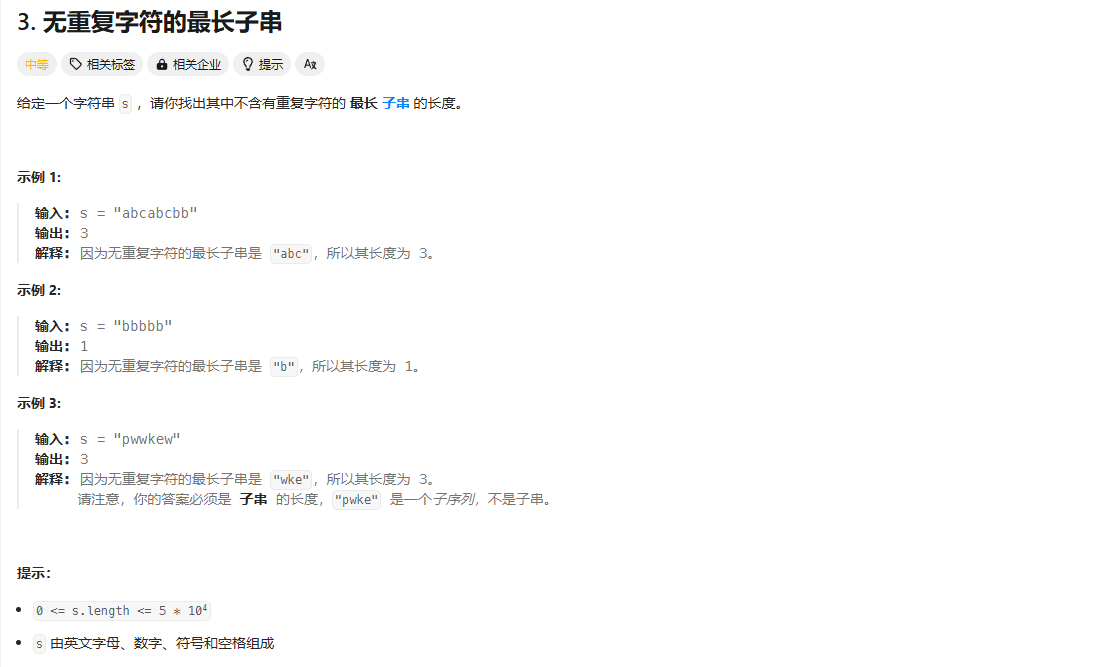 3. 无重复字符的最长子串
中等 相关标签 相关企业 提示 Aあ
给定一个字符串 s ，请你找出其中不含有重复字符的 最长 子串 的长度。
示例 1:
输入: s = "abcabcbb"
输出: 3
解释: 因为无重复字符的最长子串是 "abc"，所以其长度为 3。
示例 2:
输入: s = "bbbbb"
输出: 1
解释: 因为无重复字符的最长子串是 "b"，所以其长度为 1。
示例 3:
输入: s = "pwwkew"
输出: 3
解释: 因为无重复字符的最长子串是 "wke"，所以其长度为 3。
请注意，你的答案必须是 子串 的长度，"pwke" 是一个子序列，不是子串。
提示：
0 <= s.length <= 5 * 10⁴
s 由英文字母、数字、符号和空格组成